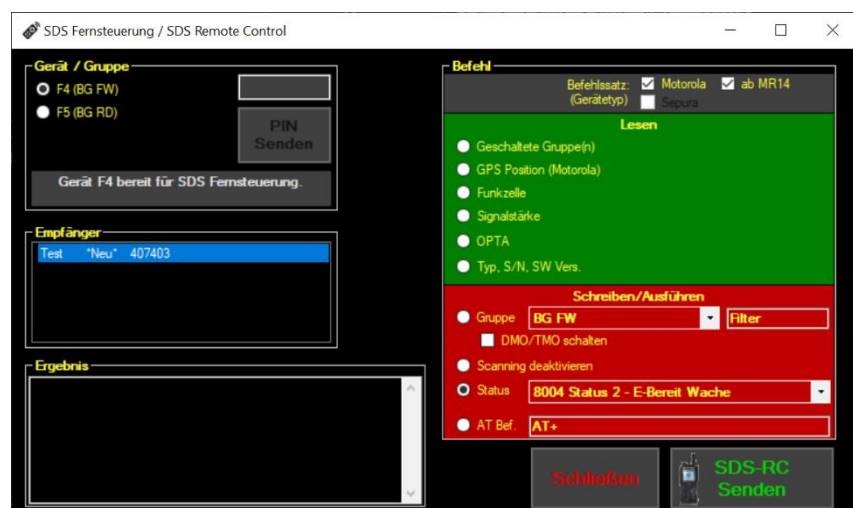 SDS Fernsteuerung / SDS Remote Control
Gerät / Gruppe
F4 (BG FW)
F5 (BG RD)
PIN
Senden
Gerät F4 bereit für SDS Fernsteuerung.
Empfänger
Test *Neu* 407403
Ergebnis
Befehl
Befehlssatz: Motorola ab MR14
(Gerätetyp) Sepura
Lesen
Geschaltete Gruppe(n)
GPS Position (Motorola)
Funkzelle
Signalstärke
OPTA
Typ, S/N, SW Vers.
Schreiben/Ausführen
Gruppe BG FW Filter
DMO/TMO schalten
Scanning deaktivieren
Status 8004 Status 2 - E-Bereit Wache
AT Bef. AT+
Schließen
SDS-RC
Senden